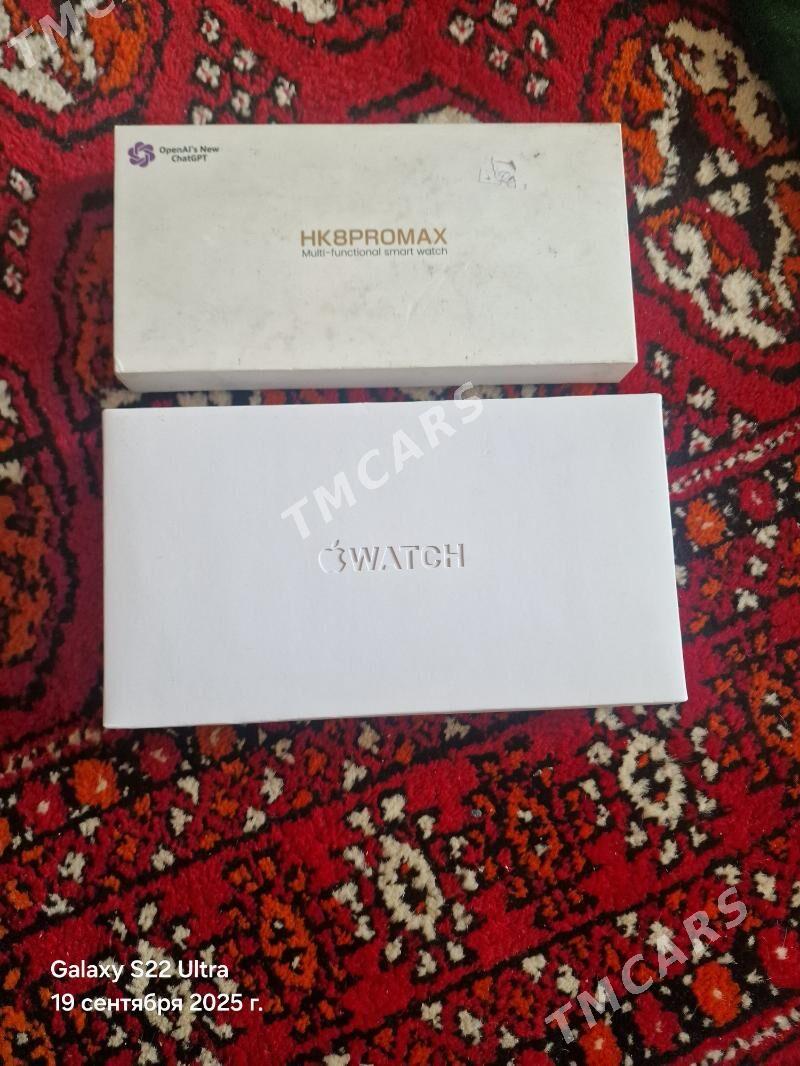 TMCARS
OpenAI's New
ChatGPT
HK8PROMAX
Multi-functional smart watch
TMCARS
WATCH
TMCARS
Galaxy S22 Ultra
19 сентября 2025 г.